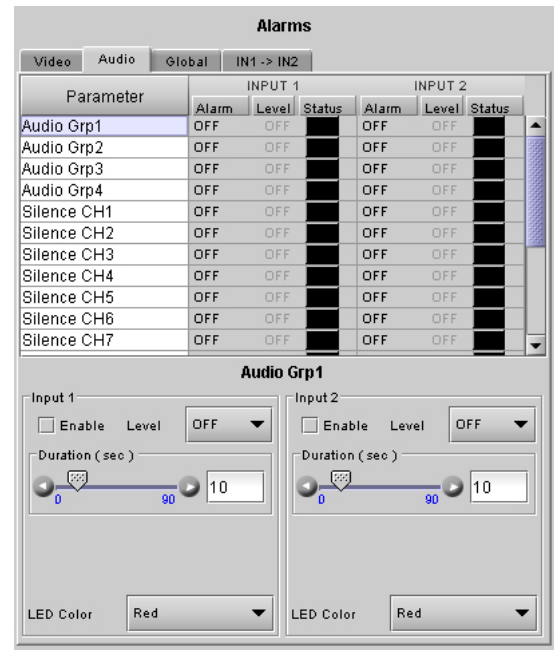 Alarms
Video Audio Global IN1 -> IN2
Parameter INPUT 1 INPUT 2
Alarm Level Status Alarm Level Status
Audio Grp1 OFF OFF OFF OFF
Audio Grp2 OFF OFF OFF OFF
Audio Grp3 OFF OFF OFF OFF
Audio Grp4 OFF OFF OFF OFF
Silence CH1 OFF OFF OFF OFF
Silence CH2 OFF OFF OFF OFF
Silence CH3 OFF OFF OFF OFF
Silence CH4 OFF OFF OFF OFF
Silence CH5 OFF OFF OFF OFF
Silence CH6 OFF OFF OFF OFF
Silence CH7 OFF OFF OFF OFF
Audio Grp1
Input 1 Input 2
Enable Level OFF Enable Level OFF
Duration ( sec ) Duration ( sec )
0 90 10 0 90 10
LED Color Red LED Color Red